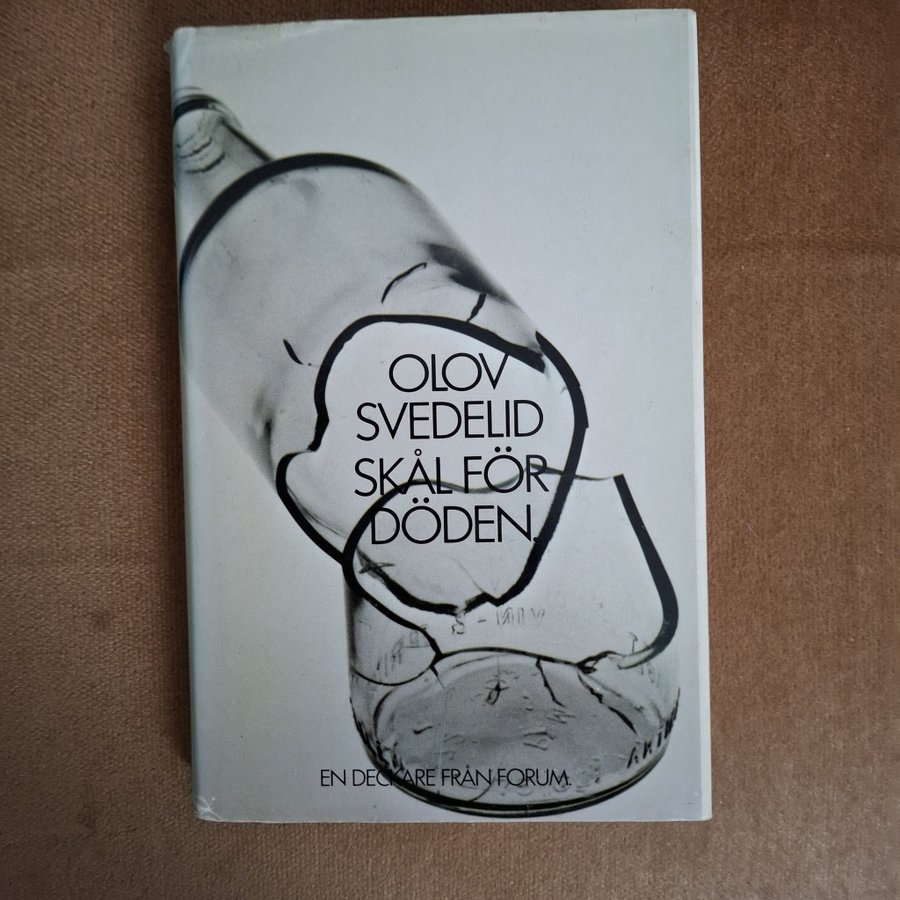 OLOV
SVEDELID
SKÅL FÖR
DÖDEN.
EN DECKARE FRÅN FORUM.